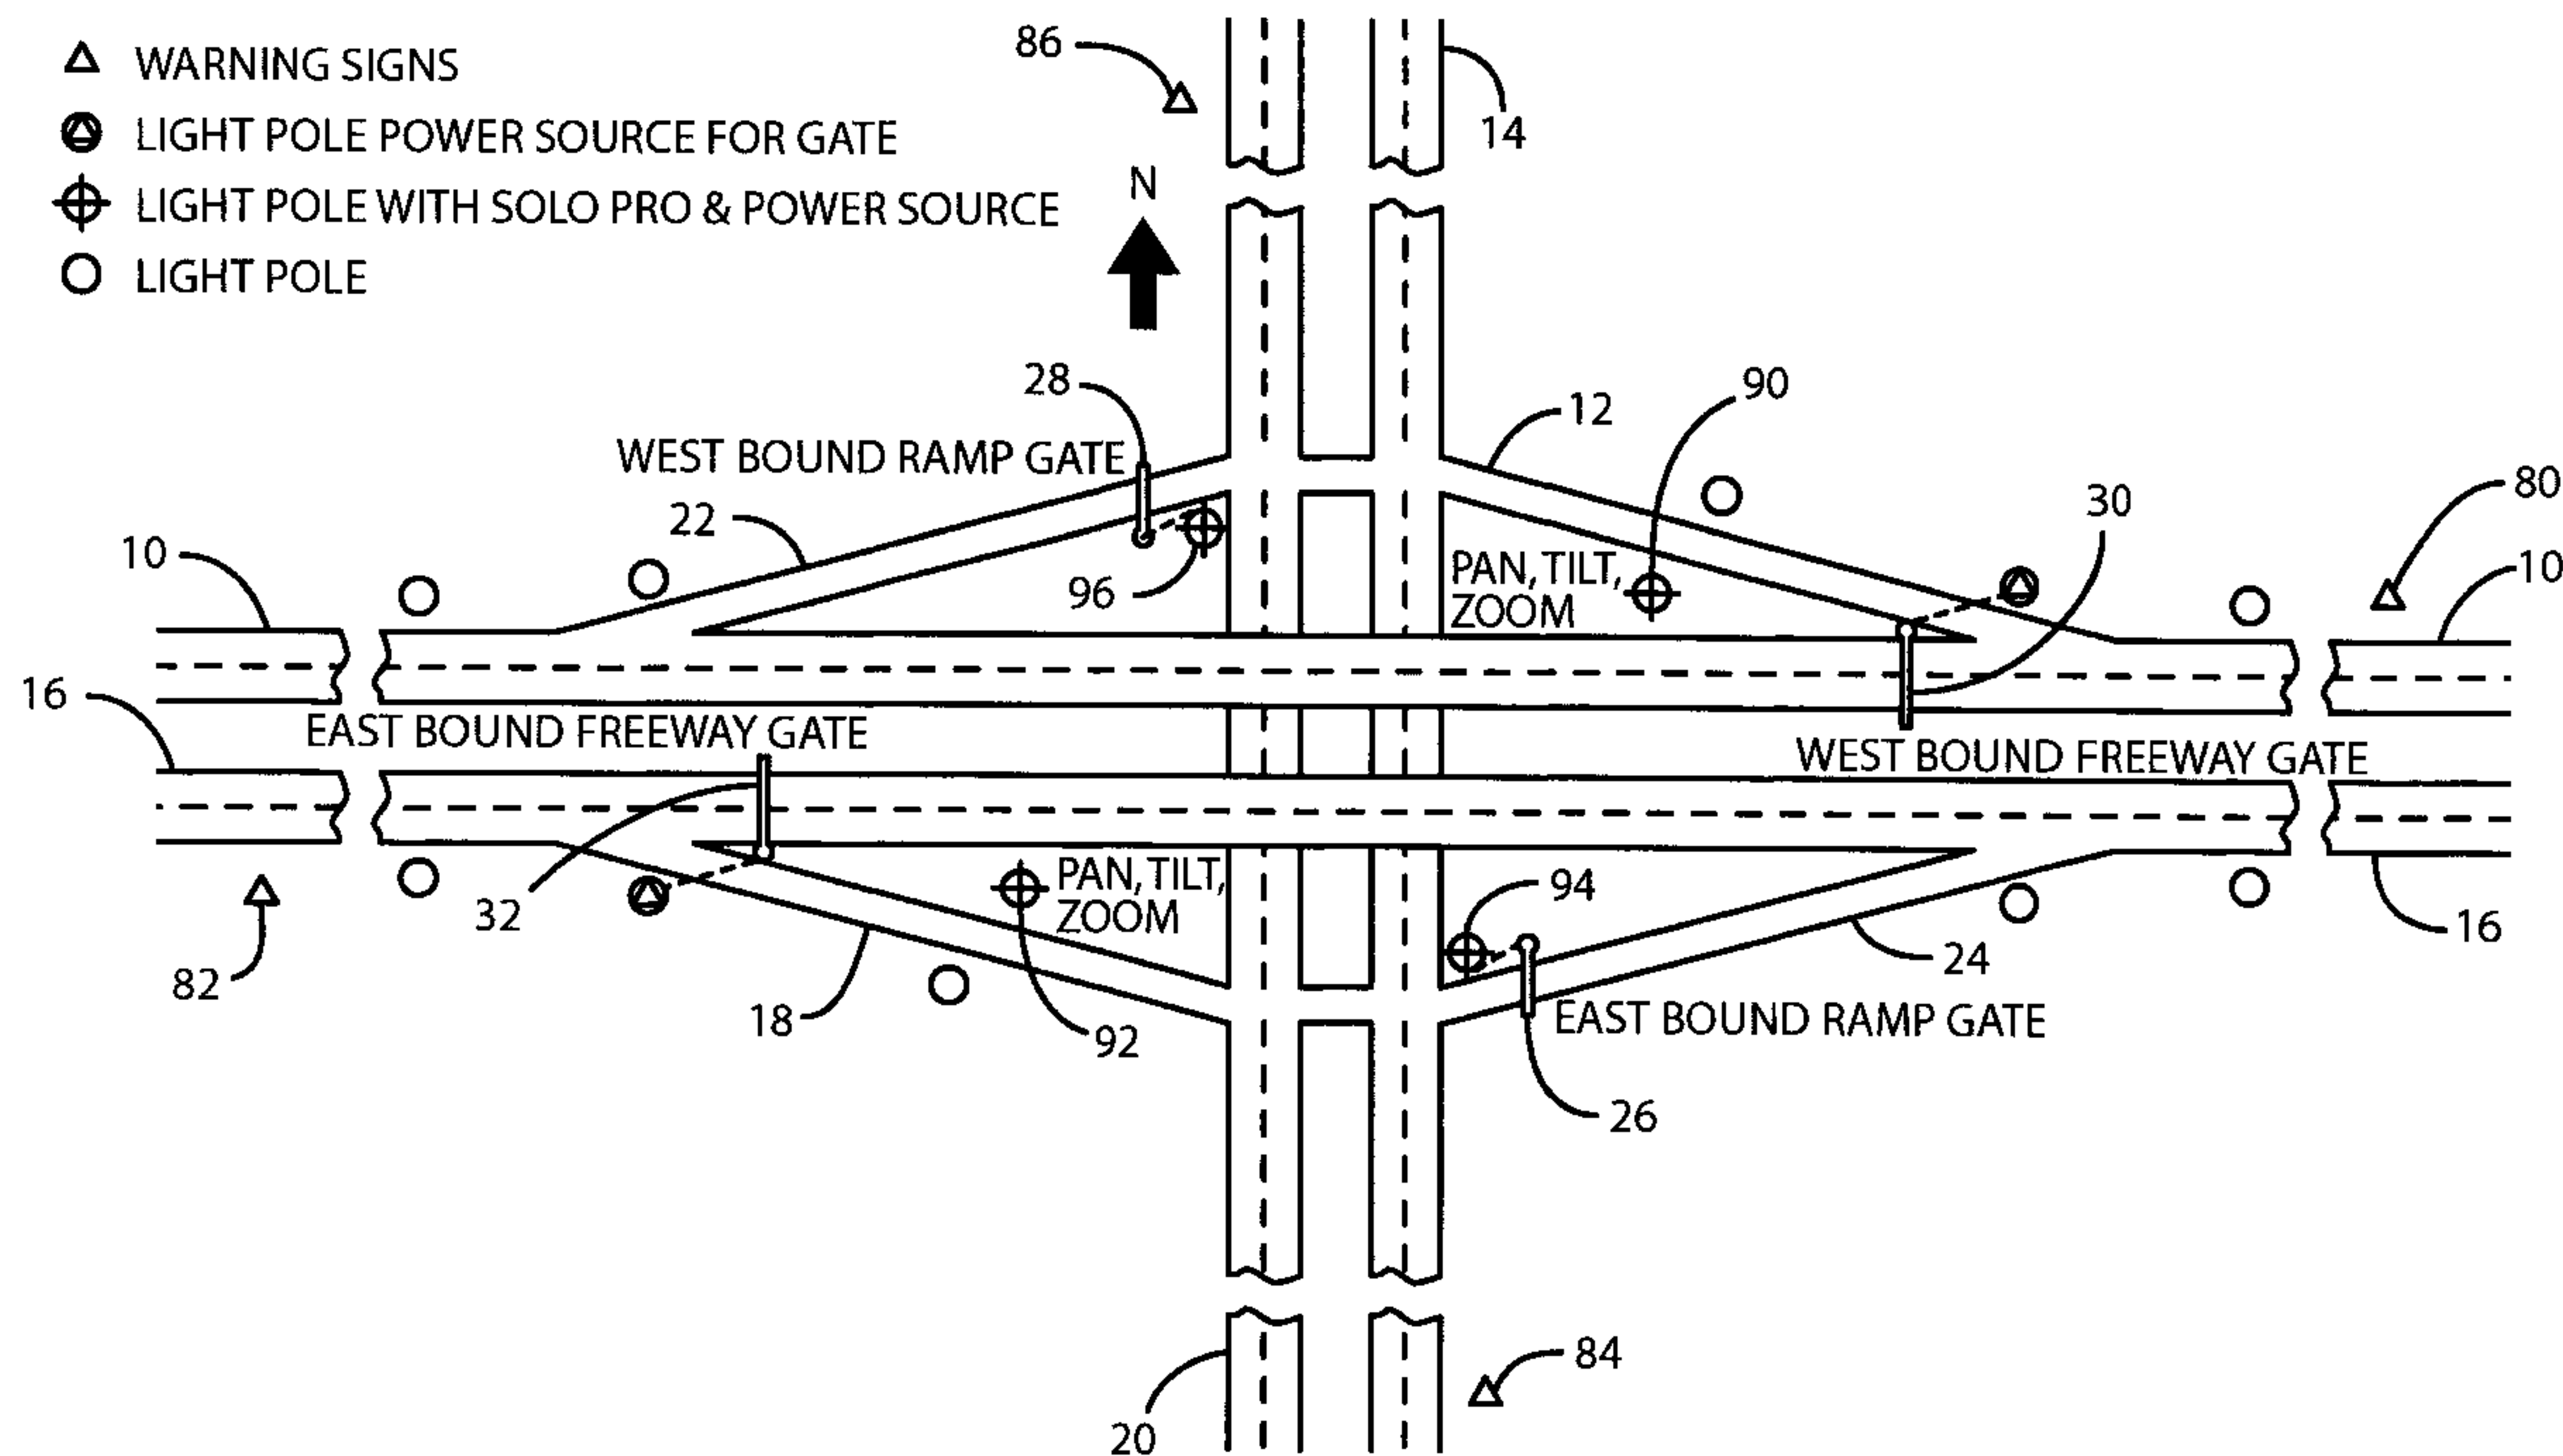 WARNING SIGNS
LIGHT POLE POWER SOURCE FOR GATE
LIGHT POLE WITH SOLO PRO & POWER SOURCE
LIGHT POLE
86
14
N
28
12
90
WEST BOUND RAMP GATE
22
30
80
10
96
PAN, TILT,
ZOOM
10
16
EAST BOUND FREEWAY GATE
WEST BOUND FREEWAY GATE
32
PAN, TILT,
ZOOM
94
16
82
18
92
24
EAST BOUND RAMP GATE
26
84
20